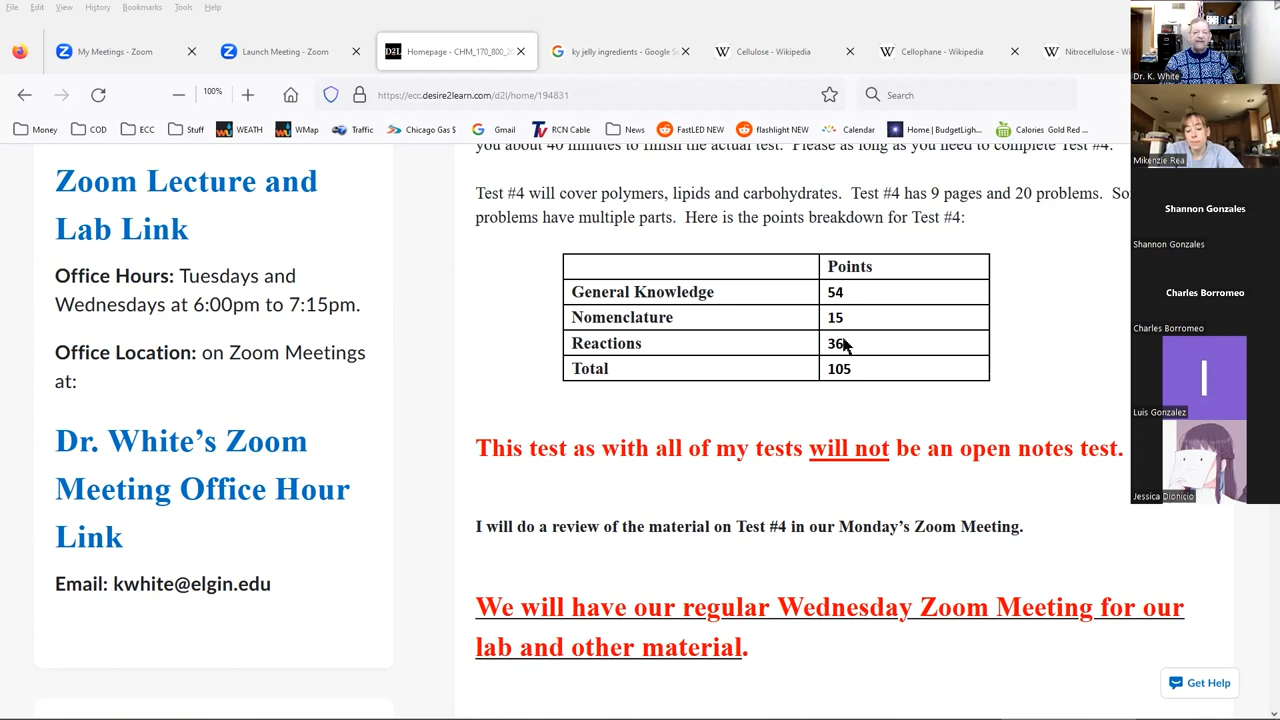 File Edit View History Bookmarks Tools Help
My Meetings - Zoom
Launch Meeting - Zoom
Homepage - CHM_170_800_20
ky jelly ingredients - Google Se
Cellulose - Wikipedia
Cellophane - Wikipedia
Nitrocellulose - Wikiped
100%
https://ecc.desire2learn.com/d2l/home/194831
Search
Money COD ECC Stuff WEATH WMap Traffic Chicago Gas $ Gmail RCN Cable News FastLED NEW flashlight NEW Calendar Home | BudgetLigh... Calories Gold Red ...
Zoom Lecture and
Lab Link
Office Hours: Tuesdays and
Wednesdays at 6:00pm to 7:15pm.
Office Location: on Zoom Meetings
at:
Dr. White’s Zoom
Meeting Office Hour
Link
Email: kwhite@elgin.edu
you about 40 minutes to finish the actual test. Please as long as you need to complete Test #4.
Test #4 will cover polymers, lipids and carbohydrates. Test #4 has 9 pages and 20 problems. So
problems have multiple parts. Here is the points breakdown for Test #4:
Points
General Knowledge 54
Nomenclature 15
Reactions 36
Total 105
This test as with all of my tests will not be an open notes test.
I will do a review of the material on Test #4 in our Monday’s Zoom Meeting.
We will have our regular Wednesday Zoom Meeting for our
lab and other material.
Get Help
Dr. K. White
Mikenzie Rea
Shannon Gonzales
Shannon Gonzales
Charles Borromeo
Charles Borromeo
l
Luis Gonzalez
Jessica Dionicio